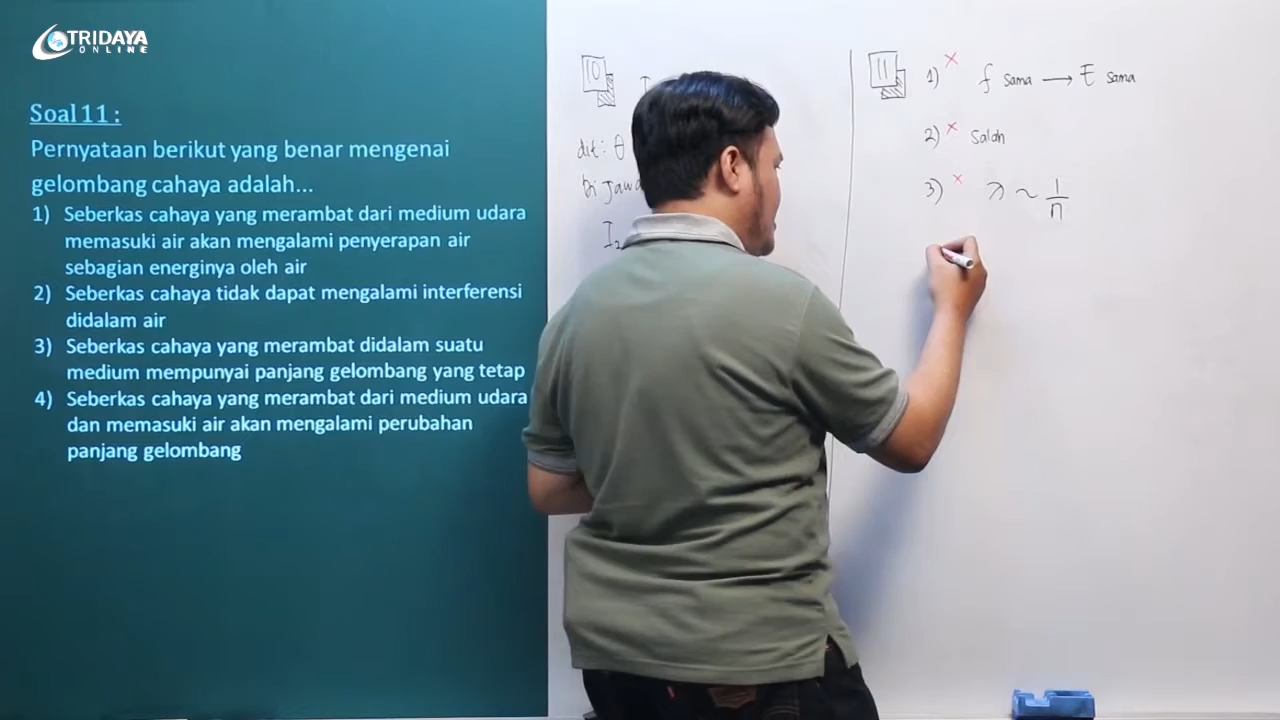 TRIDAYA
ONLINE
Soal 11 :
Pernyataan berikut yang benar mengenai
gelombang cahaya adalah...
1) Seberkas cahaya yang merambat dari medium udara
memasuki air akan mengalami penyerapan air
sebagian energinya oleh air
2) Seberkas cahaya tidak dapat mengalami interferensi
didalam air
3) Seberkas cahaya yang merambat didalam suatu
medium mempunyai panjang gelombang yang tetap
4) Seberkas cahaya yang merambat dari medium udara
dan memasuki air akan mengalami perubahan
panjang gelombang
10
dit: θ
I₂
11
1) × f sama → E sama
2) × Salah
3) × λ ~ 1/n